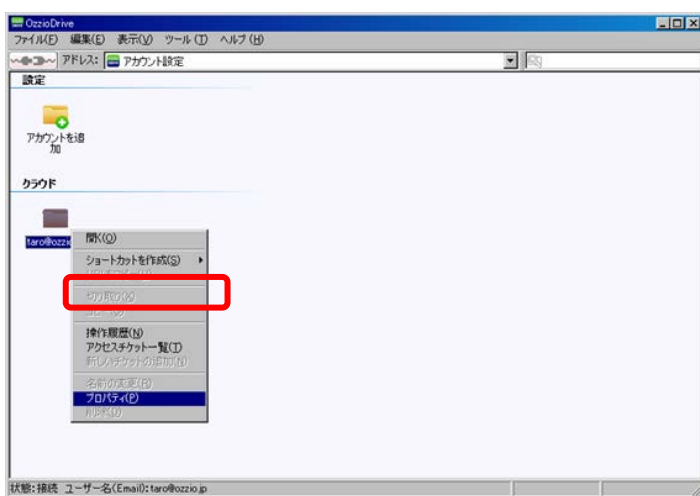 OzzioDrive
ファイル(F) 編集(E) 表示(V) ツール(T) ヘルプ(H)
アドレス: アカウント設定
設定
アカウントを追
加
クラウド
taro@ozzio
開く(O)
ショートカットを作成(S)
切り取り(X)
操作履歴(N)
アクセスチケット一覧(T)
新しいチケットの追加(N)
名前の変更(R)
プロパティ(P)
削除(D)
状態:接続 ユーザー名(Email):taro@ozzio.jp